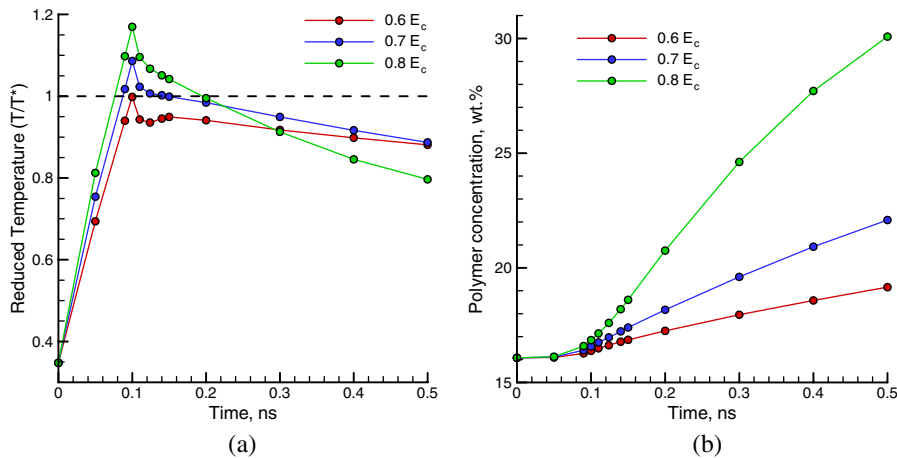 1.2
1
0.8
0.6
0.4
Reduced Temperature (T/T*)
0.6 E_c
0.7 E_c
0.8 E_c
0
0.1
0.2
0.3
0.4
0.5
Time, ns
(a)
30
25
20
15
Polymer concentration, wt.%
0.6 E_c
0.7 E_c
0.8 E_c
0
0.1
0.2
0.3
0.4
0.5
Time, ns
(b)